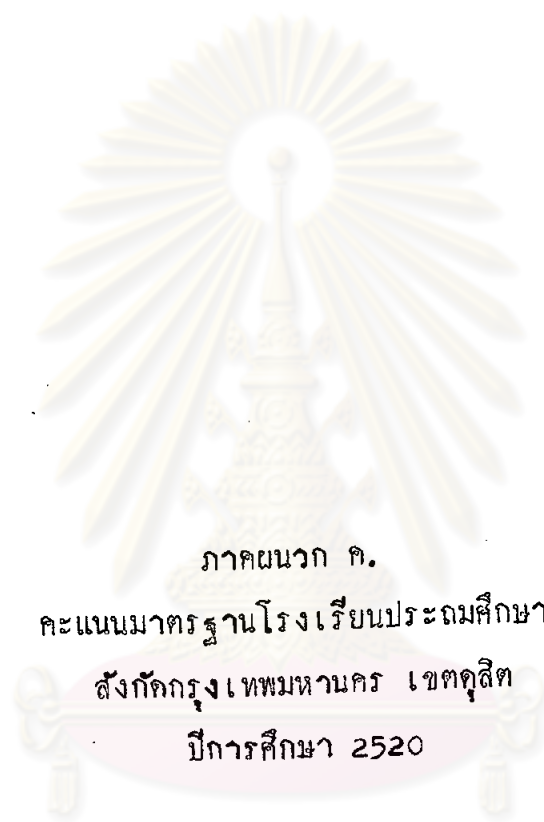 ภาคผนวก ค.
คะแนนมาตรฐานโรงเรียนประถมศึกษา
สังกัดกรุงเทพมหานคร เขตดุสิต
ปีการศึกษา 2520